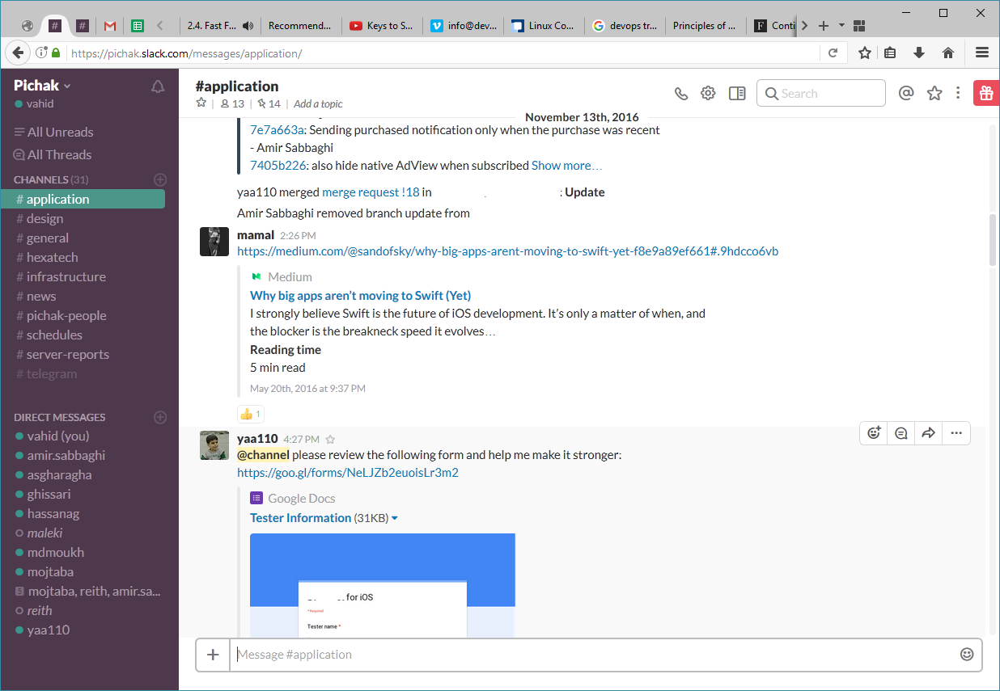 2.4. Fast F...
Recommend...
Keys to S...
info@dev...
Linux Co...
devops tr...
Principles of ...
Conti
https://pichak.slack.com/messages/application/
Pichak
vahid
All Unreads
All Threads
CHANNELS (31)
# application
# design
# general
# hexatech
# infrastructure
# news
# pichak-people
# schedules
# server-reports
# telegram
DIRECT MESSAGES
vahid (you)
amir.sabbaghi
asgharagha
ghissari
hassanag
maleki
mdmoukh
mojtaba
5 mojtaba, reith, amir.sa...
reith
yaa110
#application
13 | 14 | Add a topic
Search
November 13th, 2016
7e7a663a: Sending purchased notification only when the purchase was recent
- Amir Sabbaghi
7405b226: also hide native AdView when subscribed Show more...
yaa110 merged merge request !18 in : Update
Amir Sabbaghi removed branch update from
mamal 2:26 PM
https://medium.com/@sandofsky/why-big-apps-arent-moving-to-swift-yet-f8e9a89ef661#.9hdcco6vb
Medium
Why big apps aren't moving to Swift (Yet)
I strongly believe Swift is the future of iOS development. It's only a matter of when, and
the blocker is the breakneck speed it evolves...
Reading time
5 min read
May 20th, 2016 at 9:37 PM
1
yaa110 4:27 PM
@channel please review the following form and help me make it stronger:
https://goo.gl/forms/NeLJZb2euoisLr3m2
Google Docs
Tester Information (31KB)
for iOS
* Required
Tester name *
Message #application